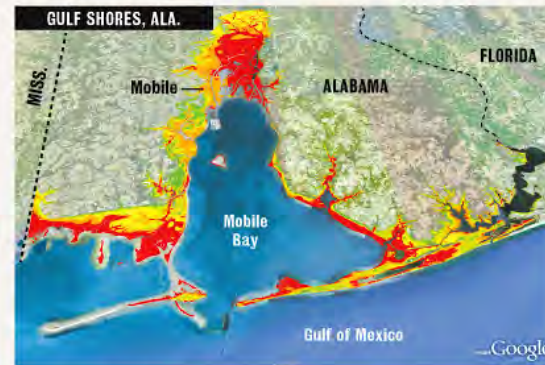 GULF SHORES, ALA.
FLORIDA
MISS.
Mobile
ALABAMA
Mobile
Bay
Gulf of Mexico
Google